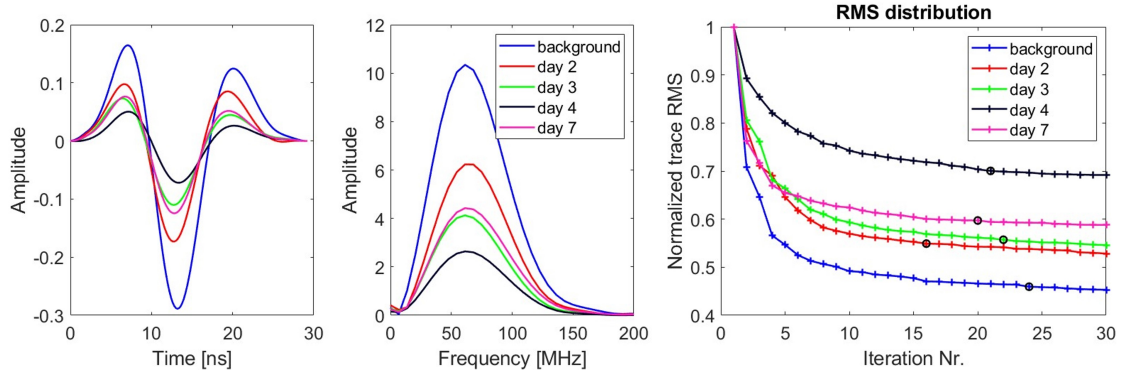 0.2
0.1
0
-0.1
-0.2
-0.3
0
10
20
30
Amplitude
Time [ns]
12
10
8
6
4
2
0
0
50
100
150
200
Amplitude
Frequency [MHz]
background
day 2
day 3
day 4
day 7
RMS distribution
1
0.9
0.8
0.7
0.6
0.5
0.4
0
5
10
15
20
25
30
Normalized trace RMS
Iteration Nr.
background
day 2
day 3
day 4
day 7